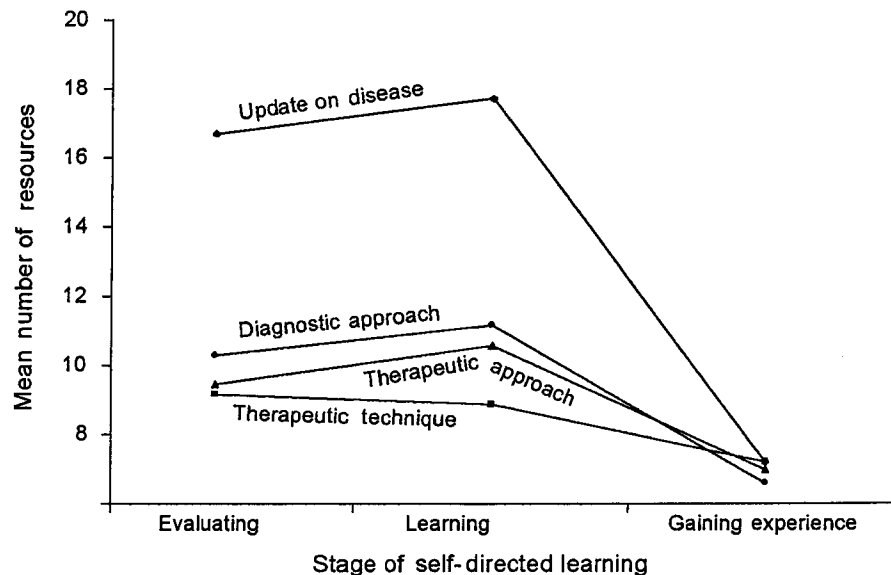 20
18
16
14
12
10
8
Mean number of resources
Update on disease
Diagnostic approach
Therapeutic approach
Therapeutic technique
Evaluating
Learning
Gaining experience
Stage of self-directed learning